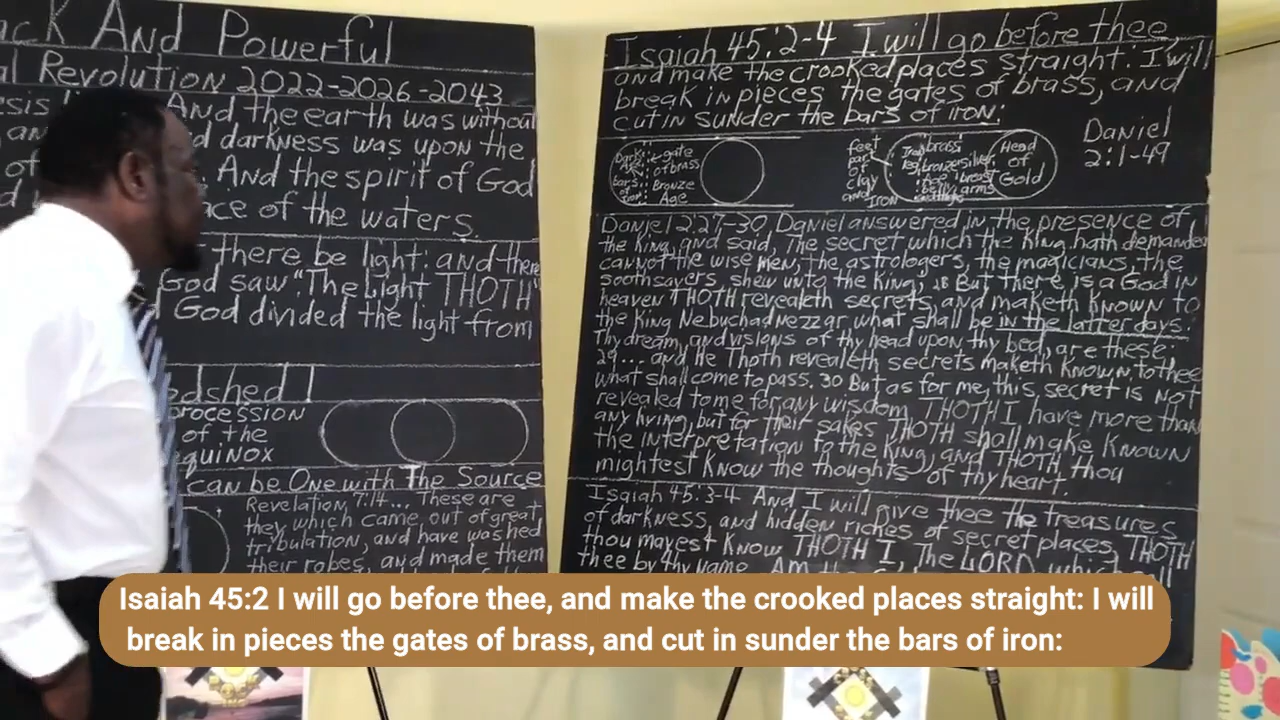 ack And Powerful
al Revolution 2022-2026-2043
esis And the earth was without
an d darkness was upon the
of And the spirit of God
ace of the waters.
there be light: and there
God saw "The Light THOTH"
God divided the light from
odshed!
procession
of the
quinox
can be One with The Source
Revelation 7:14... These are
they which came out of great
tribulation, and have washed
their robes, and made them
Isaiah 45:2-4 I will go before thee,
and make the crooked places straight: I will
break in pieces the gates of brass, and
cut in sunder the bars of iron:
Dark Age
bars of iron
gate of brass
Bronze Age
feet part of clay and Iron
brass
bronze
belly
silver
breast
arms
Head of Gold
Daniel
2:1-49
Daniel 2:27-30 Daniel answered in the presence of
the King, and said, The secret which the King hath demanded
cannot the wise men, the astrologers, the magicians, the
soothsayers, shew unto the King; 28 But there is a God in
heaven THOTH revealeth secrets, and maketh known to
the King Nebuchadnezzar what shall be in the latter days.
Thy dream, and visions of thy head upon thy bed, are these;
29... and He Thoth revealeth secrets maketh known to thee
what shall come to pass. 30 But as for me, this secret is not
revealed to me for any wisdom THOTH I have more than
any living, but for their sakes THOTH shall make known
the interpretation to the King, and THOTH thou
mightest know the thoughts of thy heart.
Isaiah 45:3-4 And I will give thee the treasures
of darkness, and hidden riches of secret places, THOTH
thou mayest know THOTH I, The LORD, which call
thee by thy name, Am the
Isaiah 45:2 I will go before thee, and make the crooked places straight: I will
break in pieces the gates of brass, and cut in sunder the bars of iron: